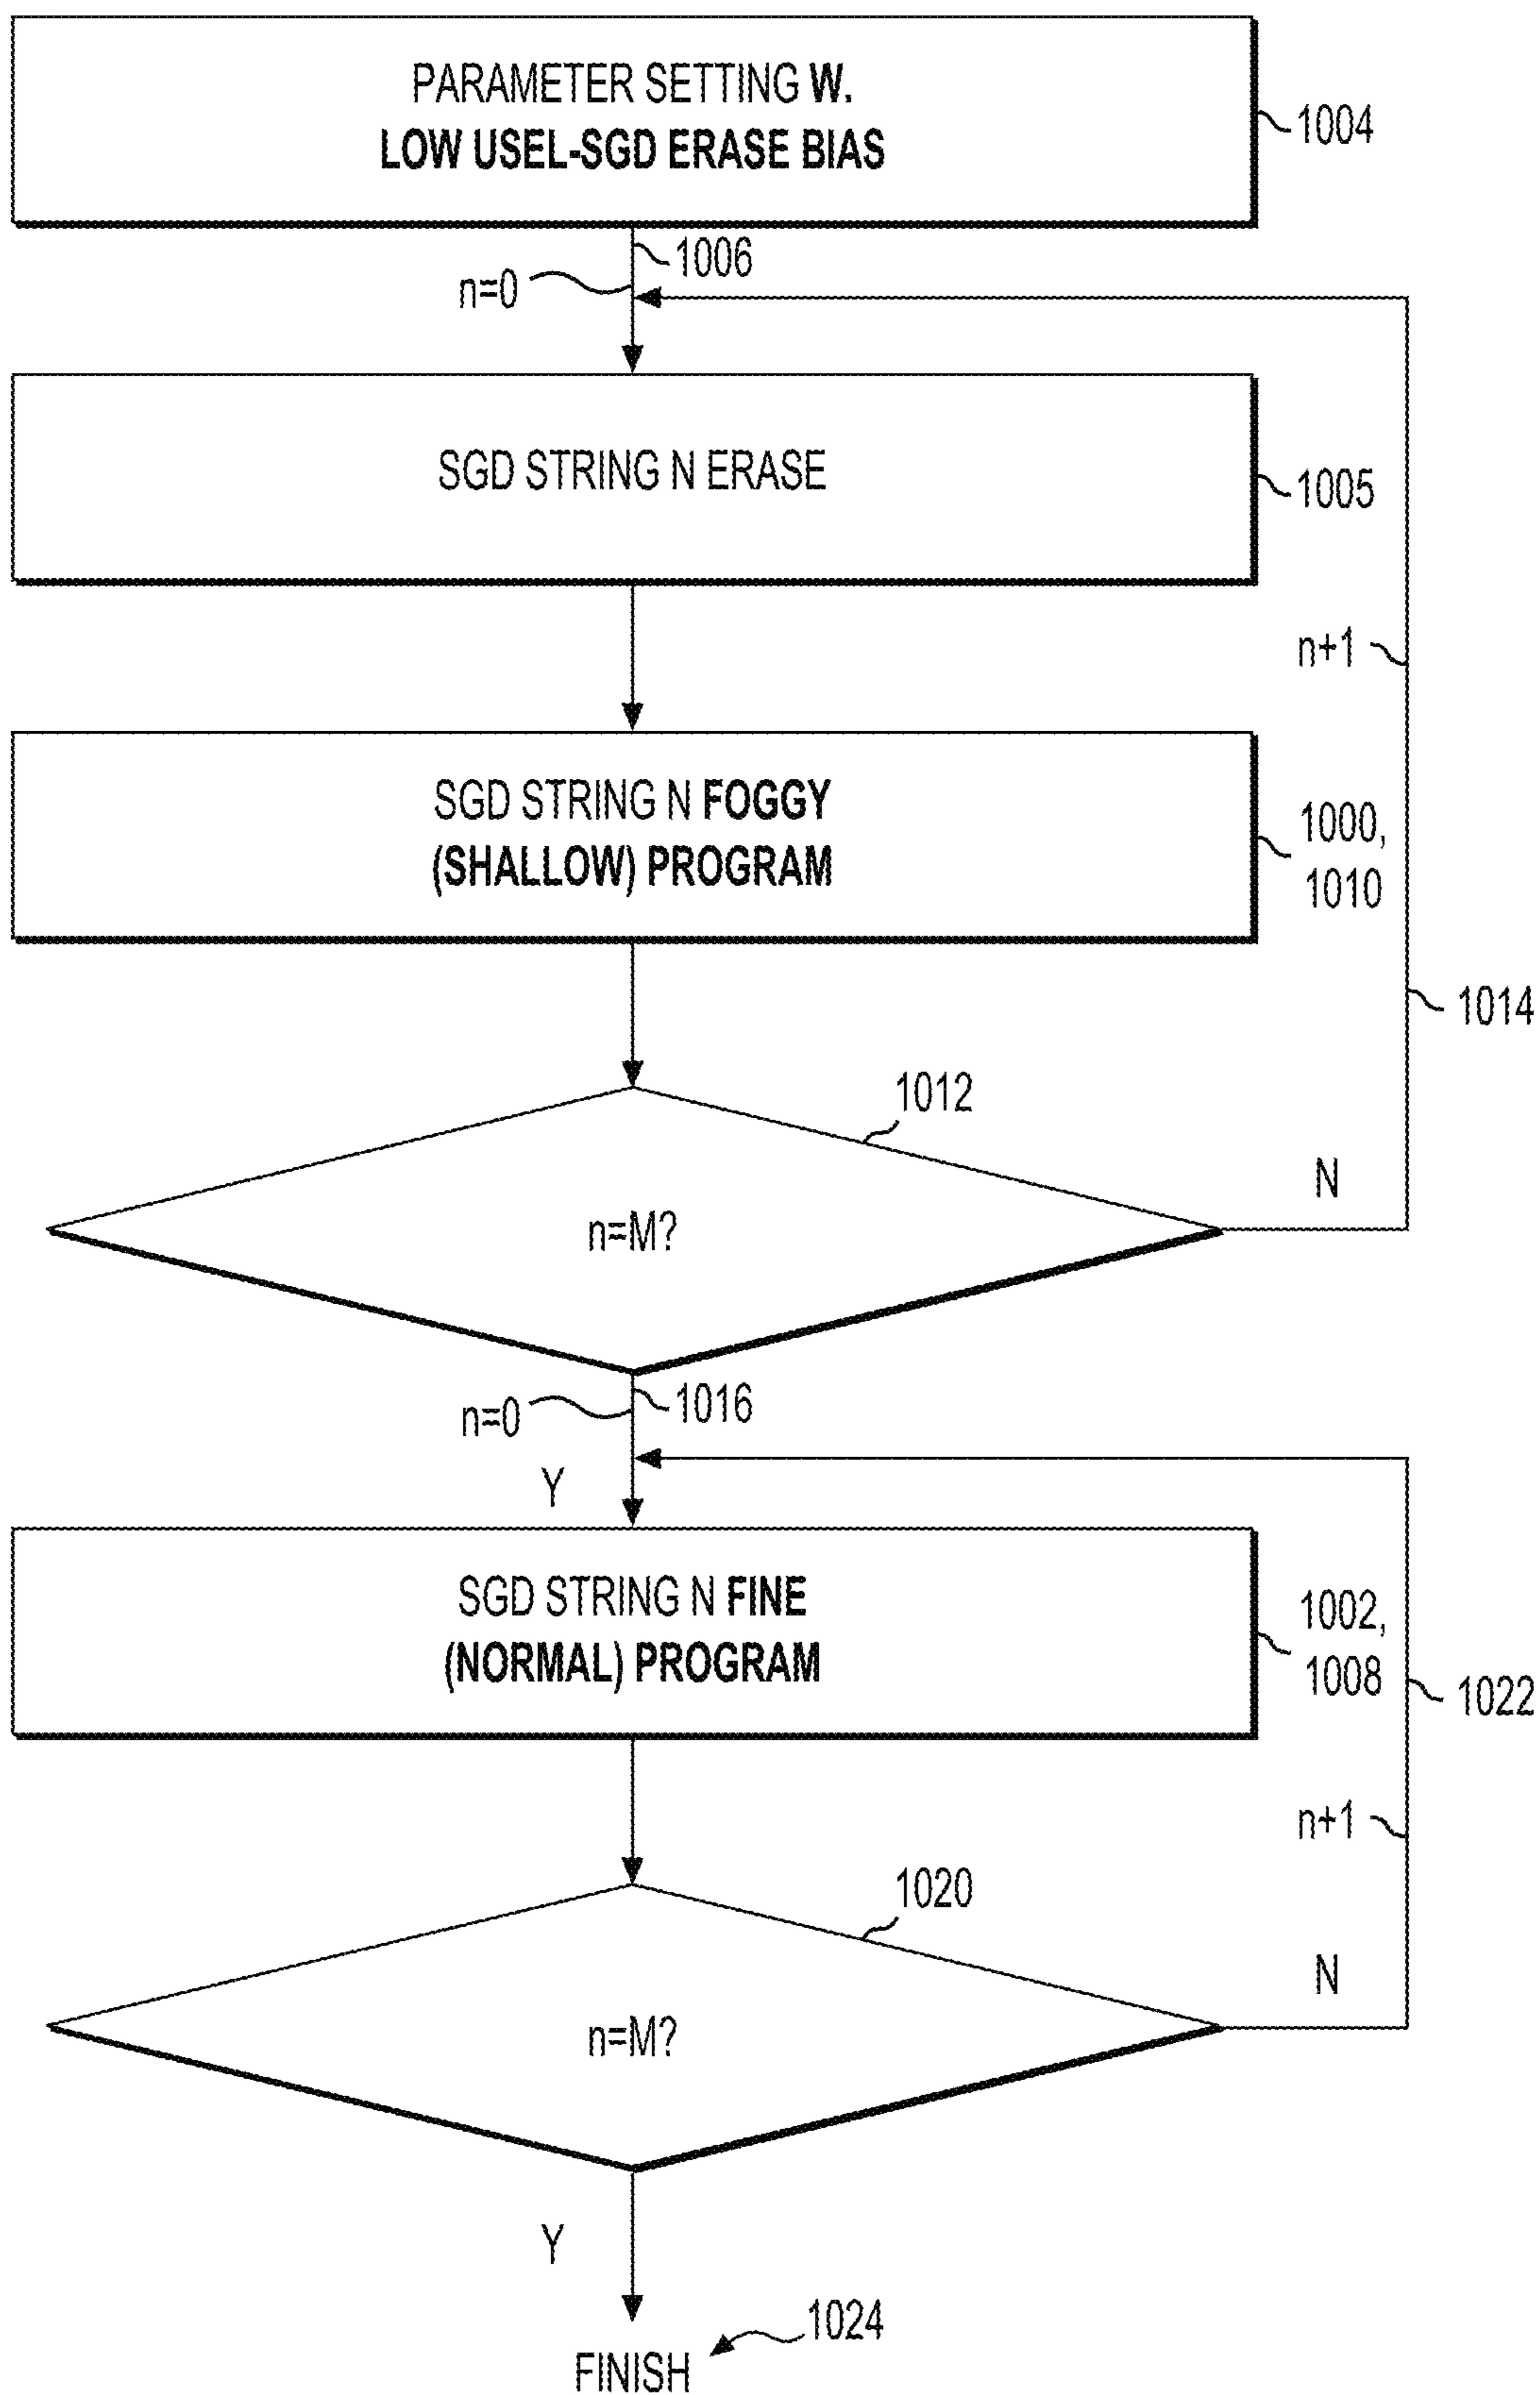 PARAMETER SETTING W.
LOW USEL-SGD ERASE BIAS
1004
1006
n=0
SGD STRING N ERASE
1005
n+1
SGD STRING N FOGGY
(SHALLOW) PROGRAM
1000,
1010
1014
1012
N
n=M?
1016
n=0
Y
SGD STRING N FINE
(NORMAL) PROGRAM
1002,
1008
1022
n+1
1020
N
n=M?
Y
1024
FINISH